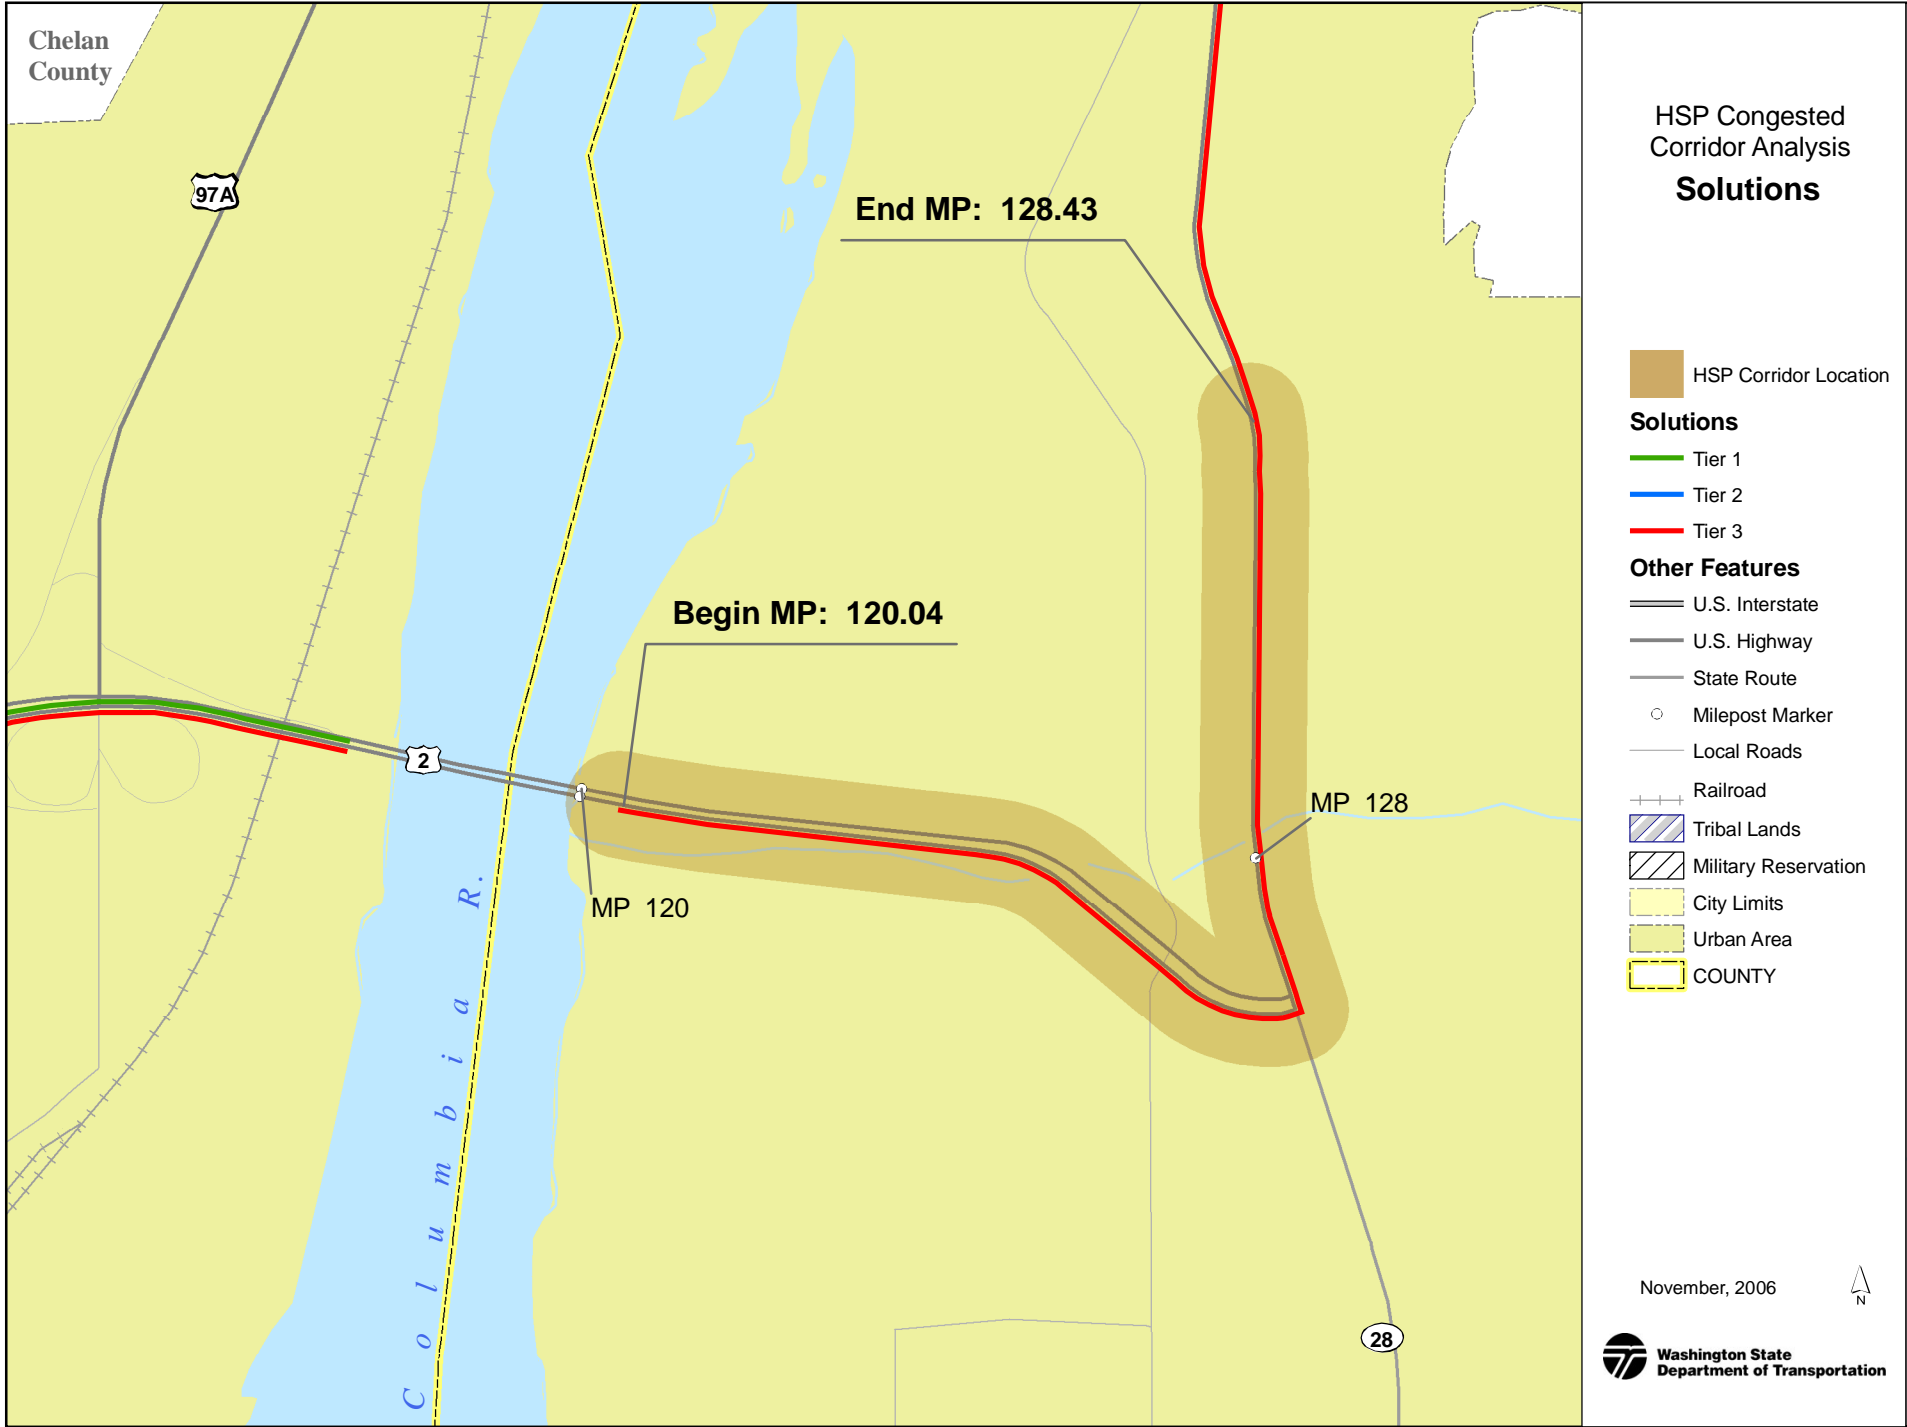 Chelan
County
97A
End MP: 128.43
Begin MP: 120.04
2
MP 120
MP 128
Columbia R.
28
HSP Congested
Corridor Analysis
Solutions
HSP Corridor Location
Solutions
Tier 1
Tier 2
Tier 3
Other Features
U.S. Interstate
U.S. Highway
State Route
Milepost Marker
Local Roads
Railroad
Tribal Lands
Military Reservation
City Limits
Urban Area
COUNTY
November, 2006
N
Washington State
Department of Transportation